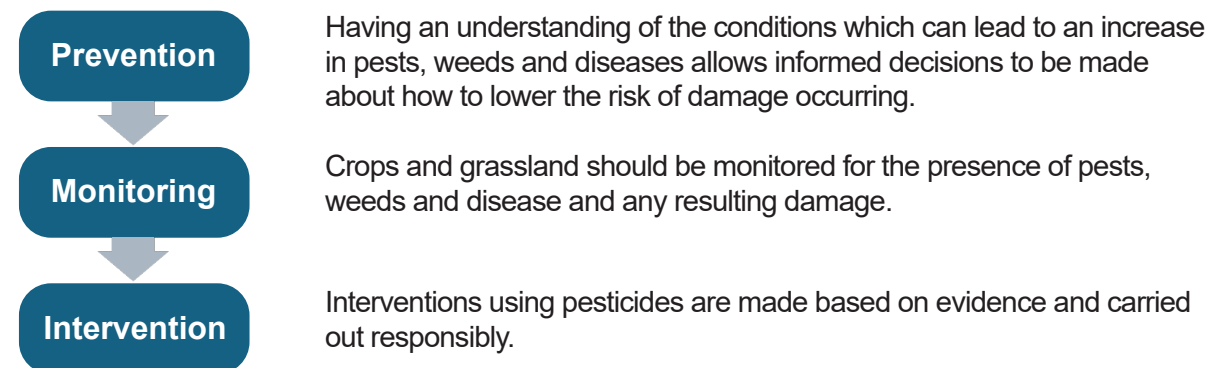 Prevention
Having an understanding of the conditions which can lead to an increase
in pests, weeds and diseases allows informed decisions to be made
about how to lower the risk of damage occurring.
Monitoring
Crops and grassland should be monitored for the presence of pests,
weeds and disease and any resulting damage.
Intervention
Interventions using pesticides are made based on evidence and carried
out responsibly.